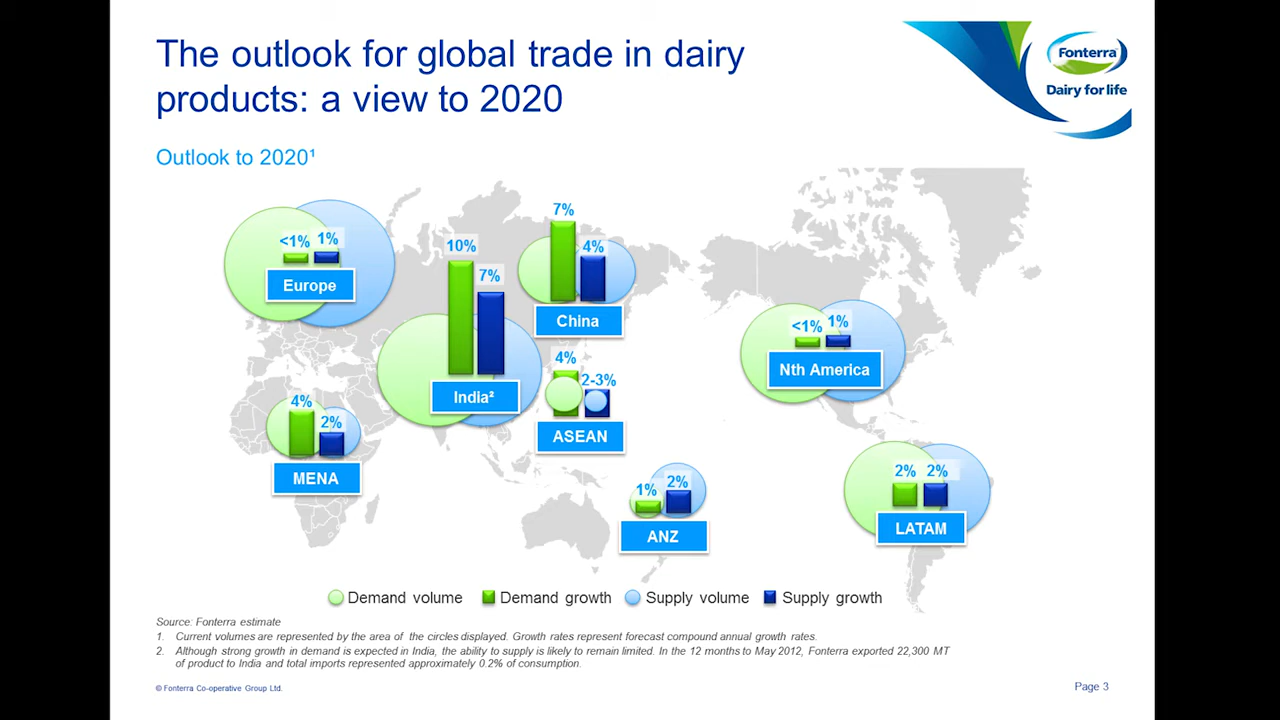 The outlook for global trade in dairy
products: a view to 2020
Fonterra
Dairy for life
Outlook to 2020¹
<1% 1%
Europe
10%
7%
India²
7%
4%
China
4%
2-3%
ASEAN
<1% 1%
Nth America
4%
2%
MENA
1% 2%
ANZ
2% 2%
LATAM
Demand volume Demand growth Supply volume Supply growth
Source: Fonterra estimate
1. Current volumes are represented by the area of the circles displayed. Growth rates represent forecast compound annual growth rates.
2. Although strong growth in demand is expected in India, the ability to supply is likely to remain limited. In the 12 months to May 2012, Fonterra exported 22,300 MT
of product to India and total imports represented approximately 0.2% of consumption.
© Fonterra Co-operative Group Ltd.
Page 3